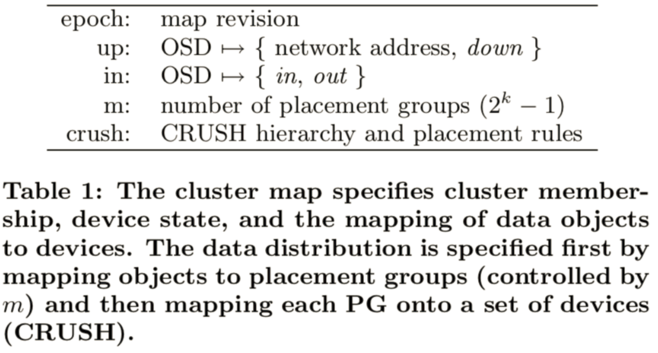 epoch: map revision
up: OSD ↦ { network address, down }
in: OSD ↦ { in, out }
m: number of placement groups (2^k − 1)
crush: CRUSH hierarchy and placement rules
Table 1: The cluster map specifies cluster member-
ship, device state, and the mapping of data objects
to devices. The data distribution is specified first by
mapping objects to placement groups (controlled by
m) and then mapping each PG onto a set of devices
(CRUSH).